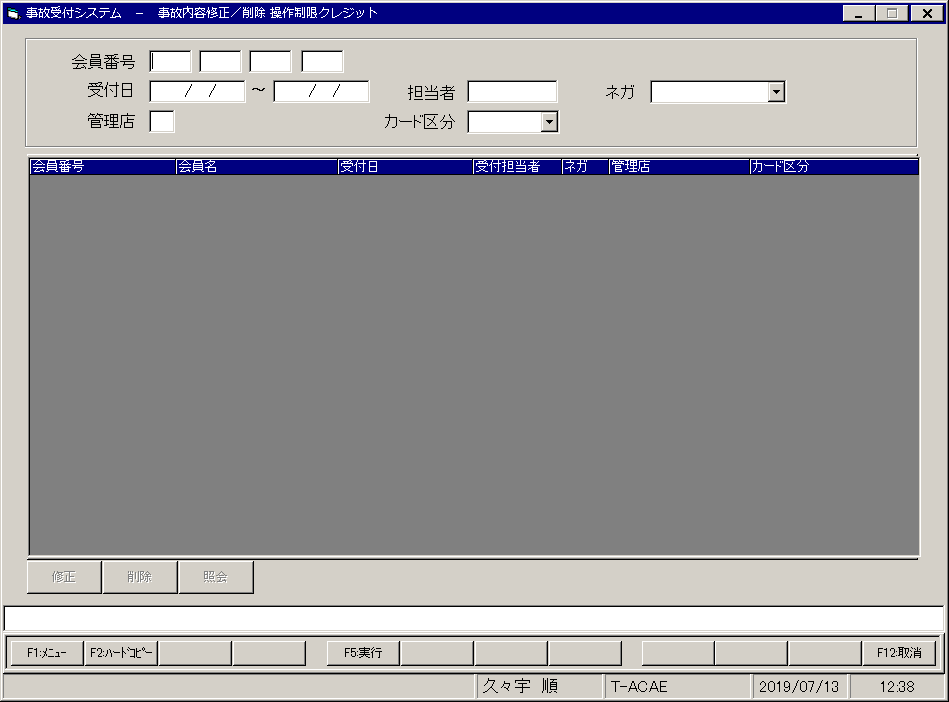 事故受付システム － 事故内容修正／削除 操作制限クレジット
会員番号
受付日 / / ～ / / 担当者 ネガ
管理店 カード区分
会員番号 会員名 受付日 受付担当者 ネガ 管理店 カード区分
修正 削除 照会
F1:ﾒﾆｭｰ F2:ﾊｰﾄﾞｺﾋﾟｰ F5:実行 F12:取消
久々宇 順 T-ACAE 2019/07/13 12:38